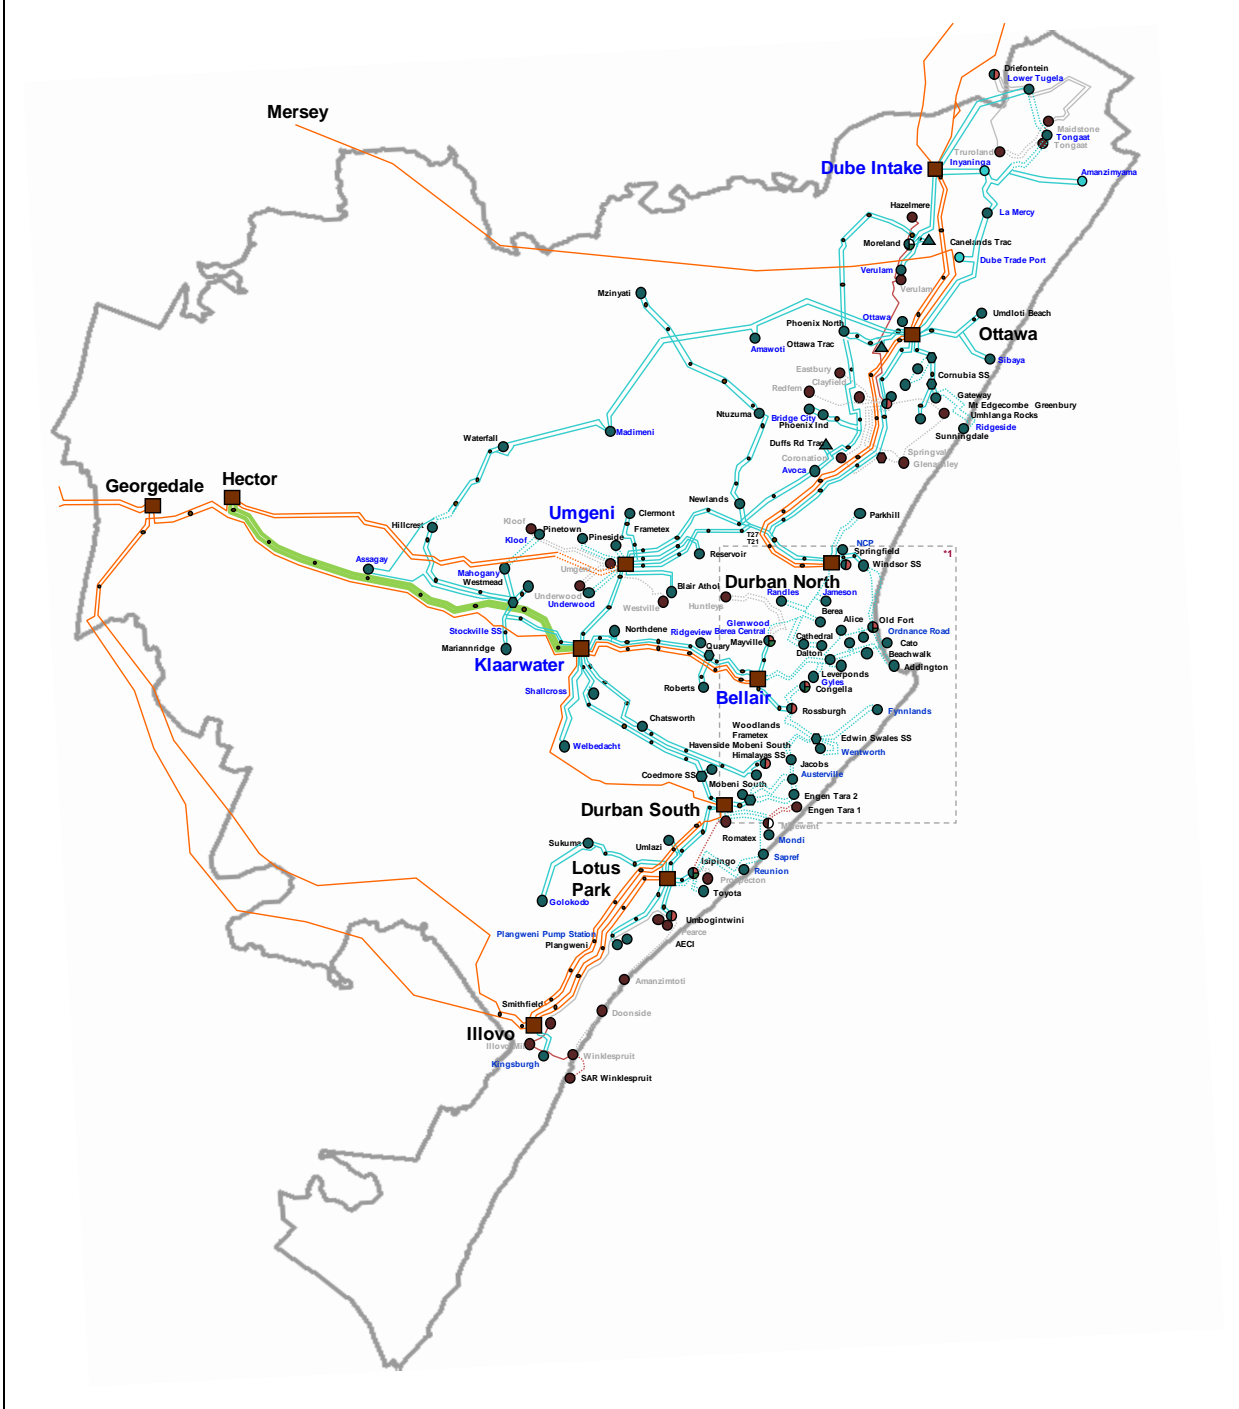 Driefontein
Lower Tugela
Mersey
Maidstone
Tongaat
Tongaat
Truroland
Inyaninga
Dube Intake
Amanzimyama
Hazelmere
La Mercy
Moreland
Canelands Trac
Dube Trade Port
Verulam
Verulam
Mzinyati
Umdloti Beach
Ottawa
Phoenix North
Ottawa
Ottawa Trac
Amawoti
Sibaya
Eastbury
Cornubia SS
Clayfield
Redfern
Gateway
Mt Edgecombe Greenbury
Ntuzuma
Bridge City
Umhlanga Rocks
Phoenix Ind
Ridgeside
Madimeni
Sunningdale
Waterfall
Duffs Rd Trac
Springvale
Coronation
Glenashley
Avoca
Hector
Georgedale
Newlands
Umgeni
Clermont
Parkhill
Kloof
Pinetown
Frametex
Hillcrest
Pineside
Kloof
T27
T21
NCP
Springfield
*1
Reservoir
Assagay
Windsor SS
Umgeni
Mahogany
Westmead
Durban North
Blair Athol
Randles
Jameson
Underwood
Underwood
Westville
Huntleys
Berea
Alice
Old Fort
Glenwood
Stockville SS
Northdene
Ridgeview
Berea Central
Ordnance Road
Mayville
Cathedral
Cato
Mariannridge
Quary
Dalton
Beachwalk
Klaarwater
Addington
Leverponds
Gyles
Shallcross
Roberts
Bellair
Congella
Rossburgh
Fynnlands
Chatsworth
Woodlands
Frametex
Edwin Swales SS
Welbedacht
Havenside
Mobeni South
Himalayas SS
Wentworth
Jacobs
Coedmore SS
Austerville
Mobeni South
Engen Tara 2
Durban South
Engen Tara 1
Merewent
Romatex
Mondi
Sukuma
Umlazi
Sapref
Isipingo
Lotus
Park
Reunion
Prospecton
Toyota
Golokodo
Umbogintwini
Plangweni Pump Station
Pearce
Plangweni
AECI
Amanzimtoti
Smithfield
Doonside
Illovo
Illovo Mill
Winklespruit
Kingsburgh
SAR Winklespruit